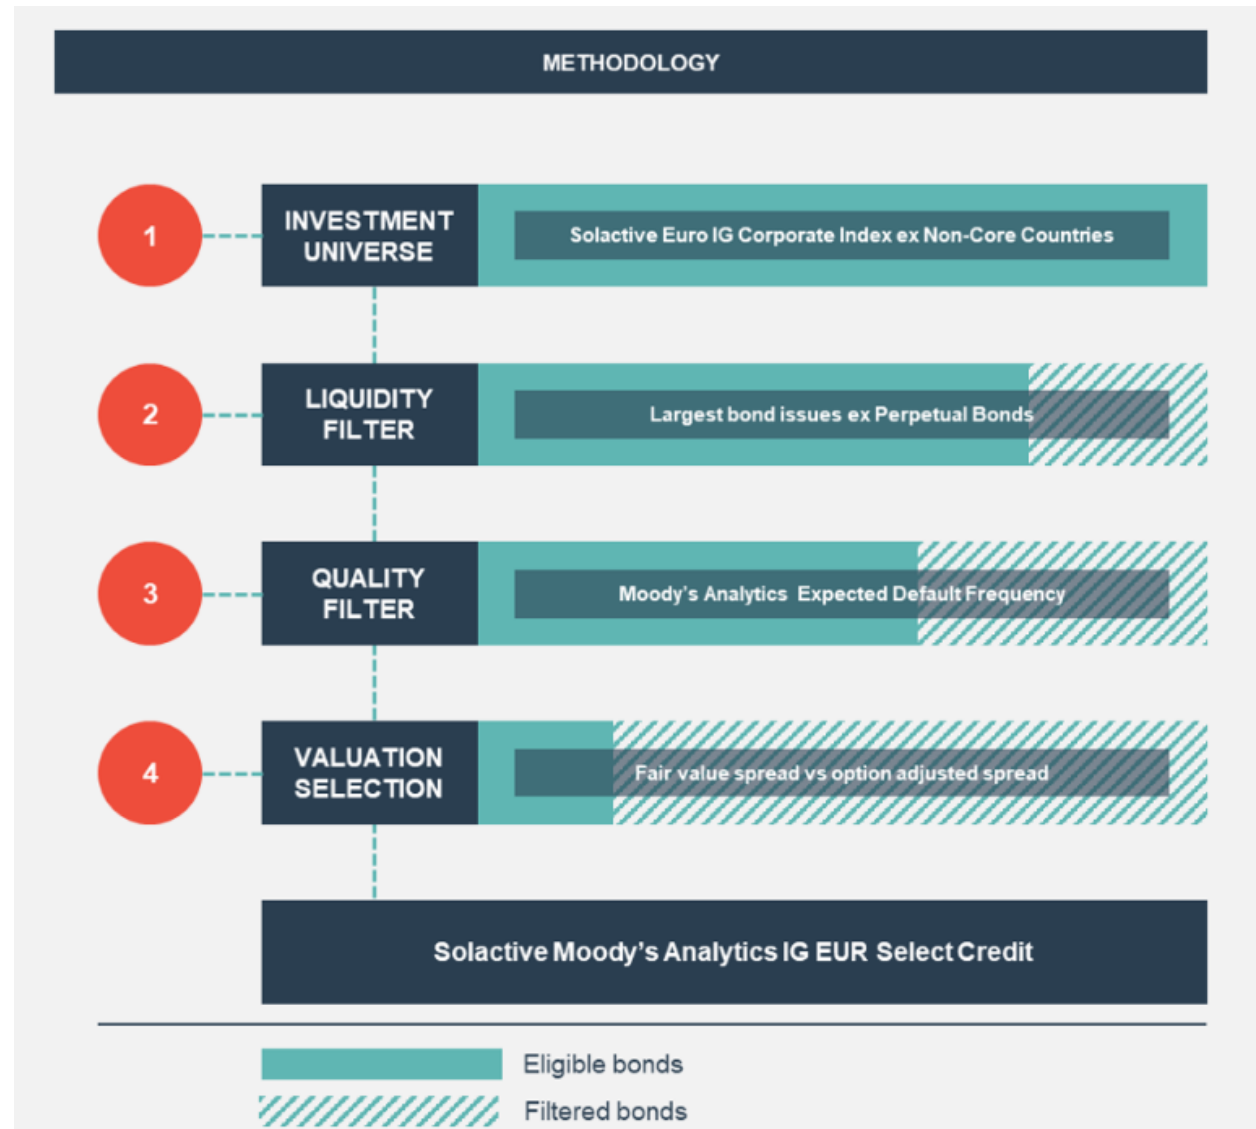 METHODOLOGY
1
INVESTMENT
UNIVERSE
Solactive Euro IG Corporate Index ex Non-Core Countries
2
LIQUIDITY
FILTER
Largest bond issues ex Perpetual Bonds
3
QUALITY
FILTER
Moody's Analytics Expected Default Frequency
4
VALUATION
SELECTION
Fair value spread vs option adjusted spread
Solactive Moody's Analytics IG EUR Select Credit
Eligible bonds
Filtered bonds